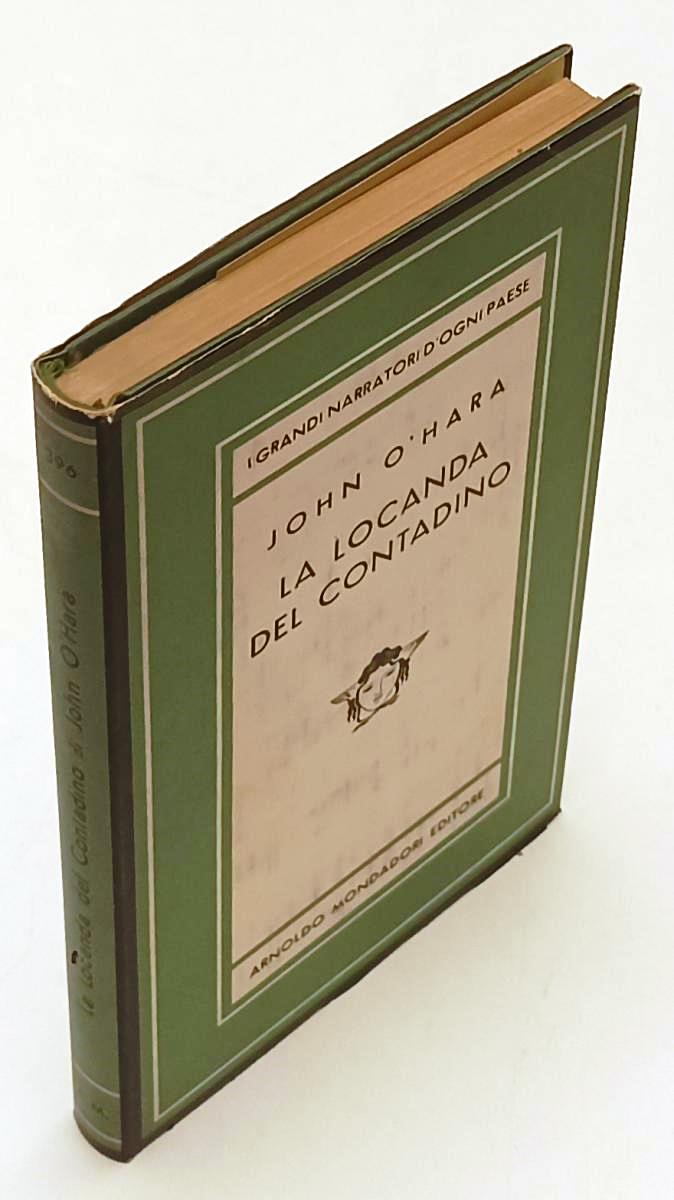 I GRANDI NARRATORI D'OGNI PAESE
JOHN O'HARA
LA LOCANDA
DEL CONTADINO
ARNOLDO MONDADORI EDITORE
396
La Locanda del Contadino di John O'Hara
M.